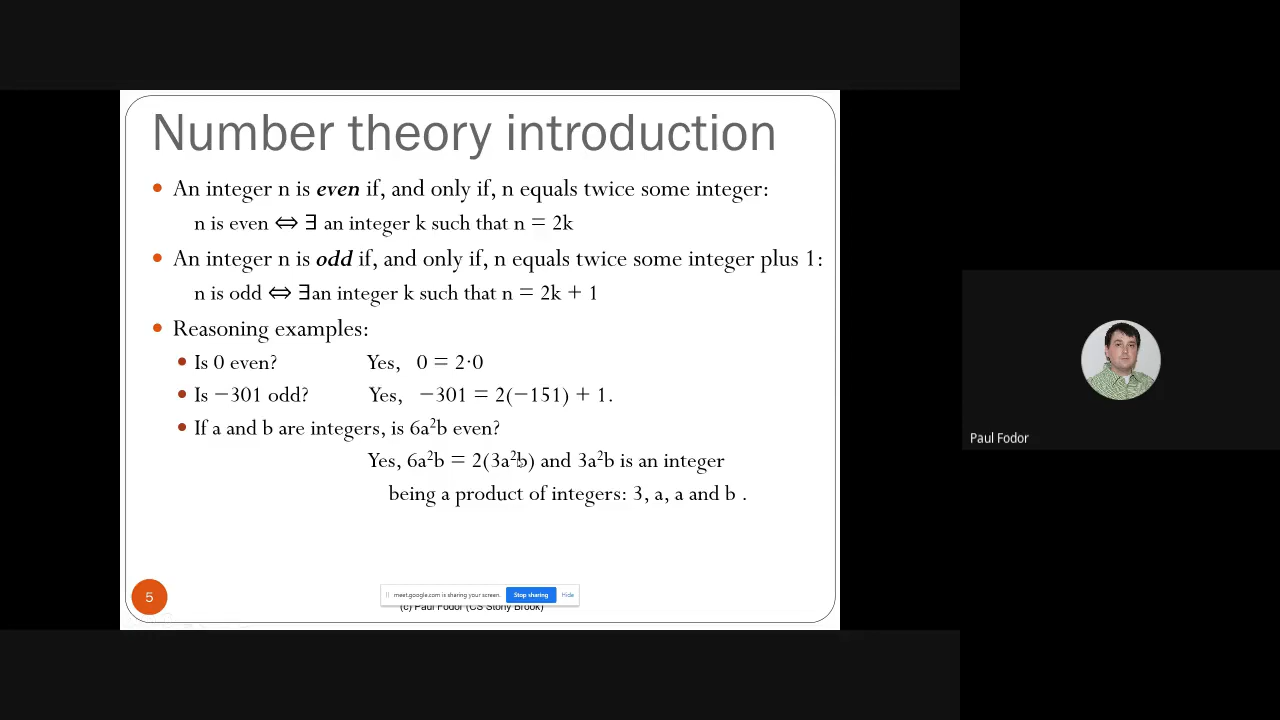 Number theory introduction
• An integer n is even if, and only if, n equals twice some integer:
n is even ⇔ ∃ an integer k such that n = 2k
• An integer n is odd if, and only if, n equals twice some integer plus 1:
n is odd ⇔ ∃an integer k such that n = 2k + 1
• Reasoning examples:
• Is 0 even? Yes, 0 = 2·0
• Is −301 odd? Yes, −301 = 2(−151) + 1.
• If a and b are integers, is 6a²b even?
Yes, 6a²b = 2(3a²b) and 3a²b is an integer
being a product of integers: 3, a, a and b .
5
meet.google.com is sharing your screen. Stop sharing Hide
(c) Paul Fodor (CS Stony Brook)
Paul Fodor